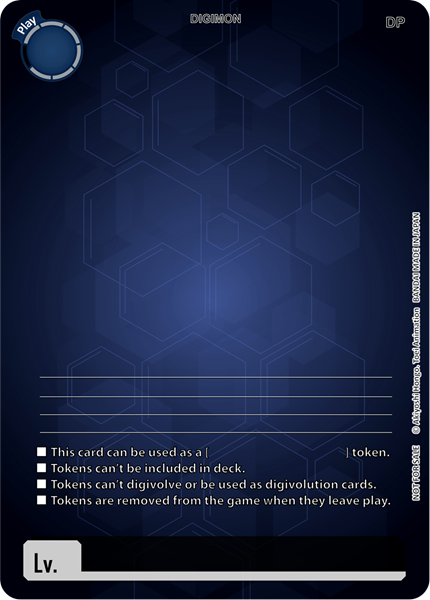 Play
DIGIMON
DP
This card can be used as a [ ] token.
Tokens can't be included in deck.
Tokens can't digivolve or be used as digivolution cards.
Tokens are removed from the game when they leave play.
Lv.
NOT FOR SALE © Akiyoshi Hongo, Toei Animation BANDAI MADE IN JAPAN